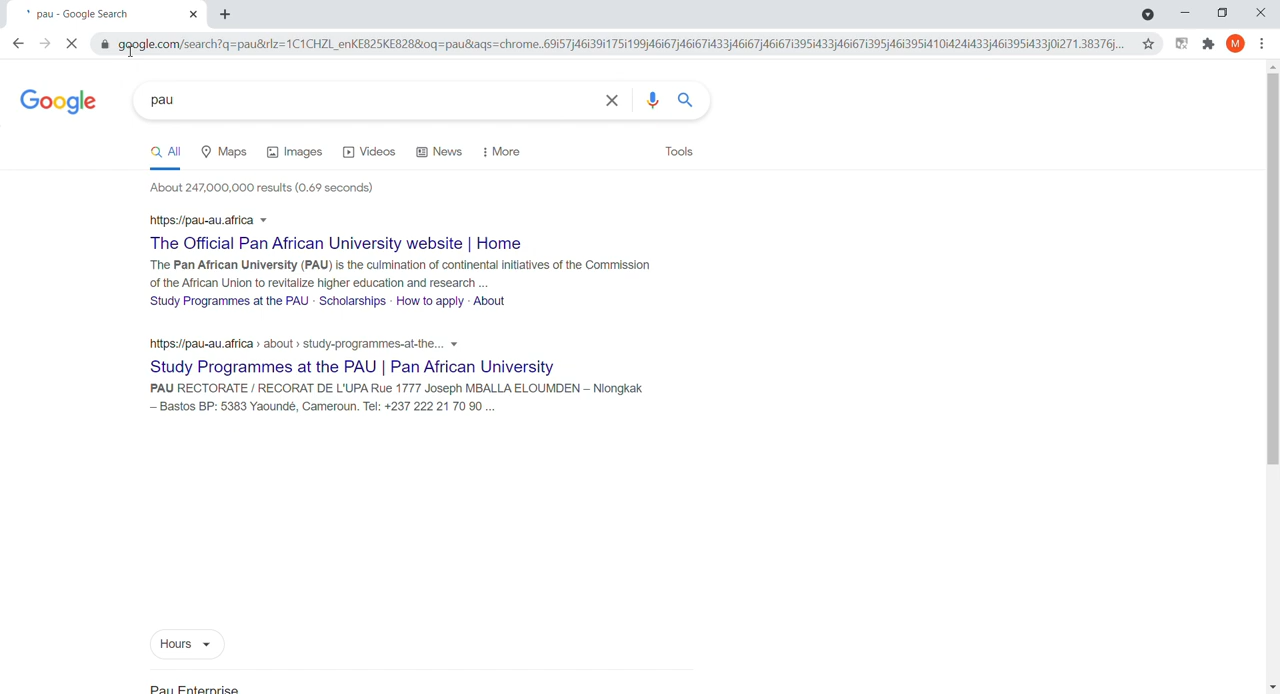 pau - Google Search
google.com/search?q=pau&rlz=1C1CHZL_enKE825KE828&oq=pau&aqs=chrome..69i57j46i39i175i199j46i67j46i67i433j46i67j46i67i395i433j46i67i395j46i395i410i424i433j46i395i433j0i271.38376j...
M
Google
pau
All Maps Images Videos News More Tools
About 247,000,000 results (0.69 seconds)
https://pau-au.africa
The Official Pan African University website | Home
The Pan African University (PAU) is the culmination of continental initiatives of the Commission
of the African Union to revitalize higher education and research ...
Study Programmes at the PAU · Scholarships · How to apply · About
https://pau-au.africa › about › study-programmes-at-the...
Study Programmes at the PAU | Pan African University
PAU RECTORATE / RECORAT DE L'UPA Rue 1777 Joseph MBALLA ELOUMDEN – Nlongkak
– Bastos BP: 5383 Yaoundé, Cameroun. Tel: +237 222 21 70 90 ...
Hours
Pau Enterprise